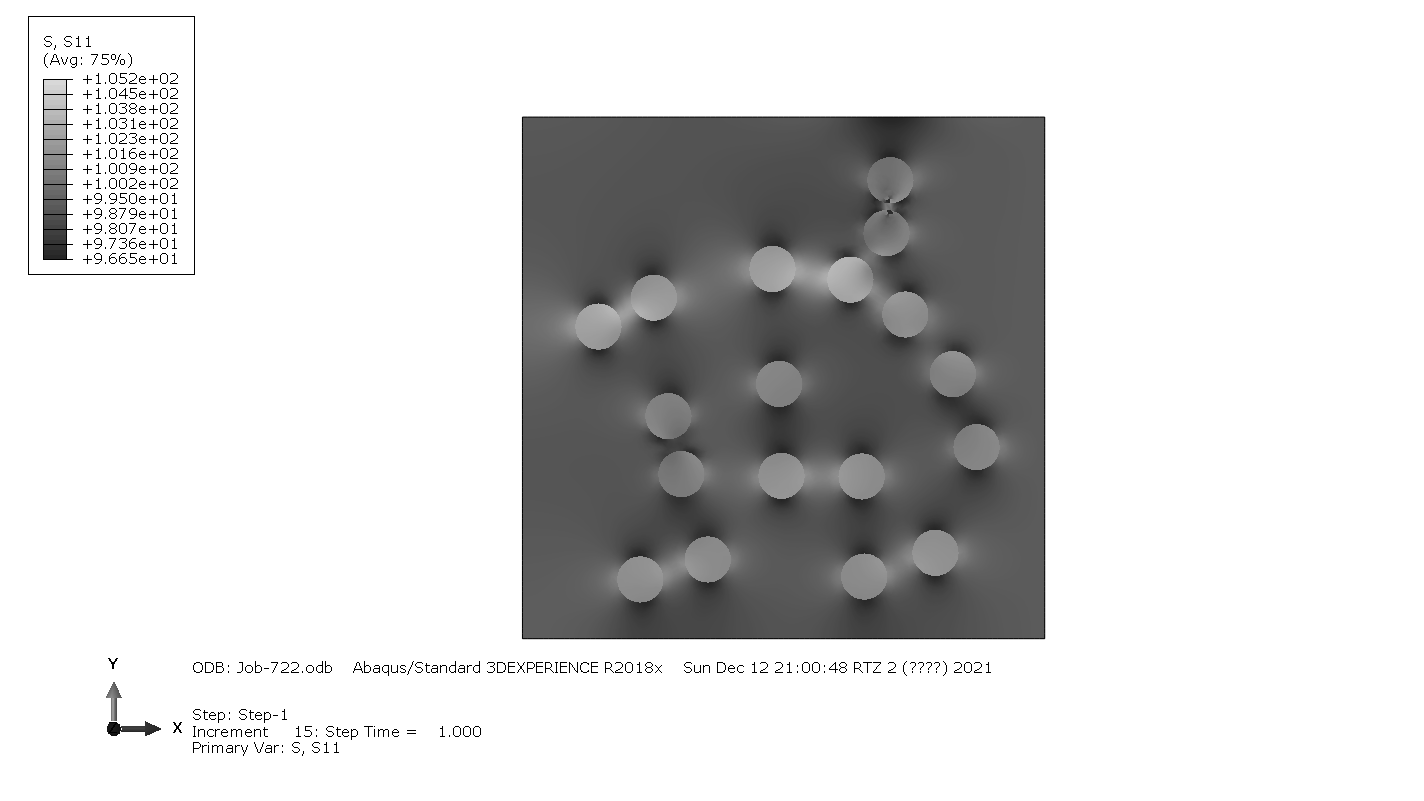 S, S11
(Avg: 75%)
+1.052e+02
+1.045e+02
+1.038e+02
+1.031e+02
+1.023e+02
+1.016e+02
+1.009e+02
+1.002e+02
+9.950e+01
+9.879e+01
+9.807e+01
+9.736e+01
+9.665e+01
Y
X
ODB: Job-722.odb Abaqus/Standard 3DEXPERIENCE R2018x Sun Dec 12 21:00:48 RTZ 2 (????) 2021
Step: Step-1
Increment 15: Step Time = 1.000
Primary Var: S, S11